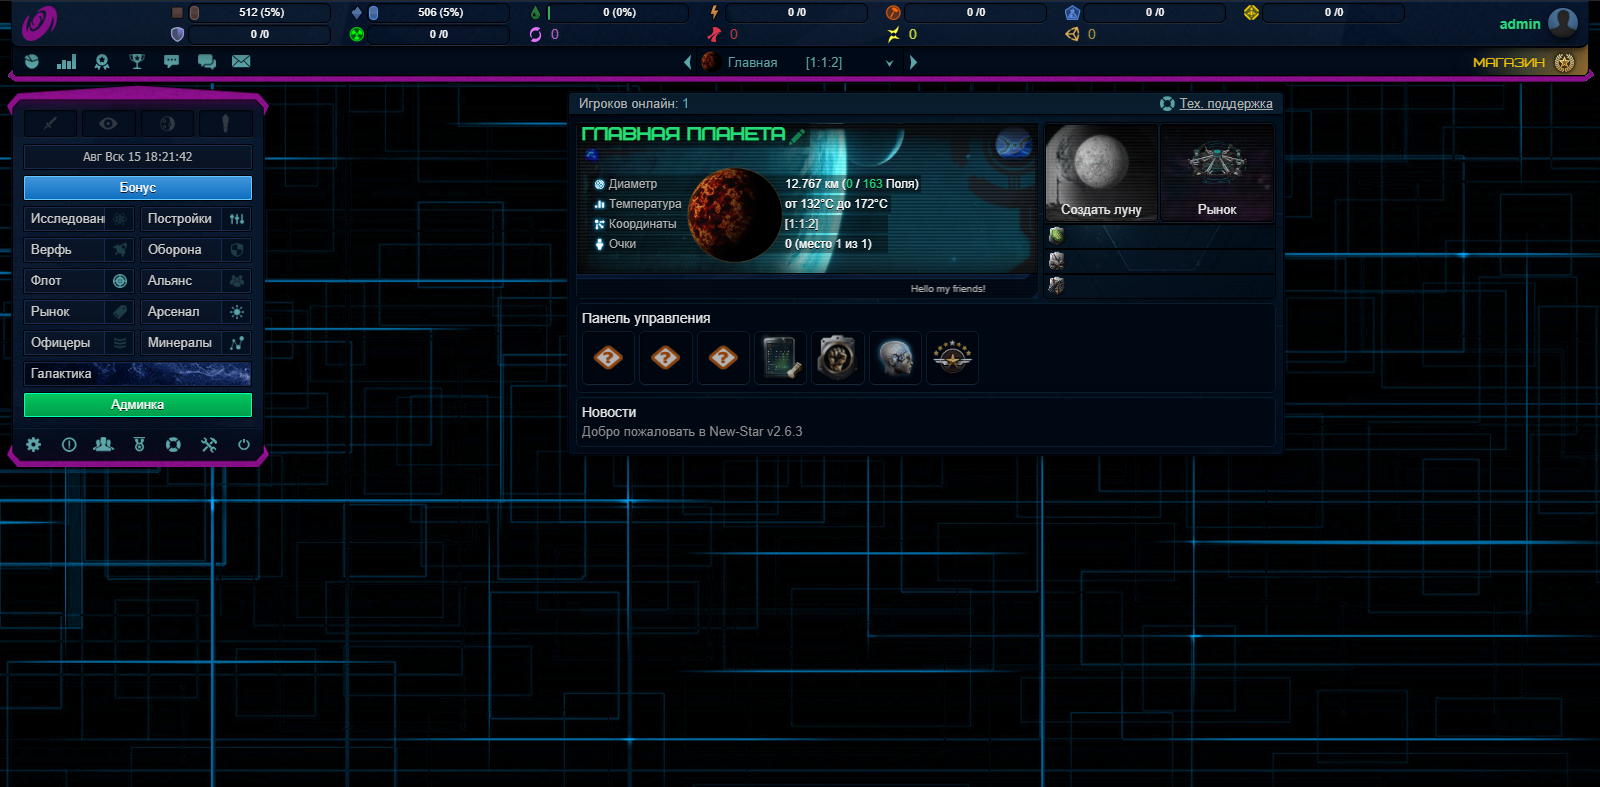 512 (5%)
506 (5%)
0 (0%)
0 /0
0 /0
0 /0
0 /0
0 /0
0 /0
0
0
0
0
admin
Главная [1:1:2]
МАГАЗИН
Авг Вск 15 18:21:42
Бонус
Исследован
Постройки
Верфь
Оборона
Флот
Альянс
Рынок
Арсенал
Офицеры
Минералы
Галактика
Админка
Игроков онлайн: 1
Тех. поддержка
ГЛАВНАЯ ПЛАНЕТА
Диаметр 12.767 км (0 / 163 Поля)
Температура от 132°C до 172°C
Координаты [1:1:2]
Очки 0 (место 1 из 1)
Hello my friends!
Создать луну
Рынок
Панель управления
Новости
Добро пожаловать в New-Star v2.6.3